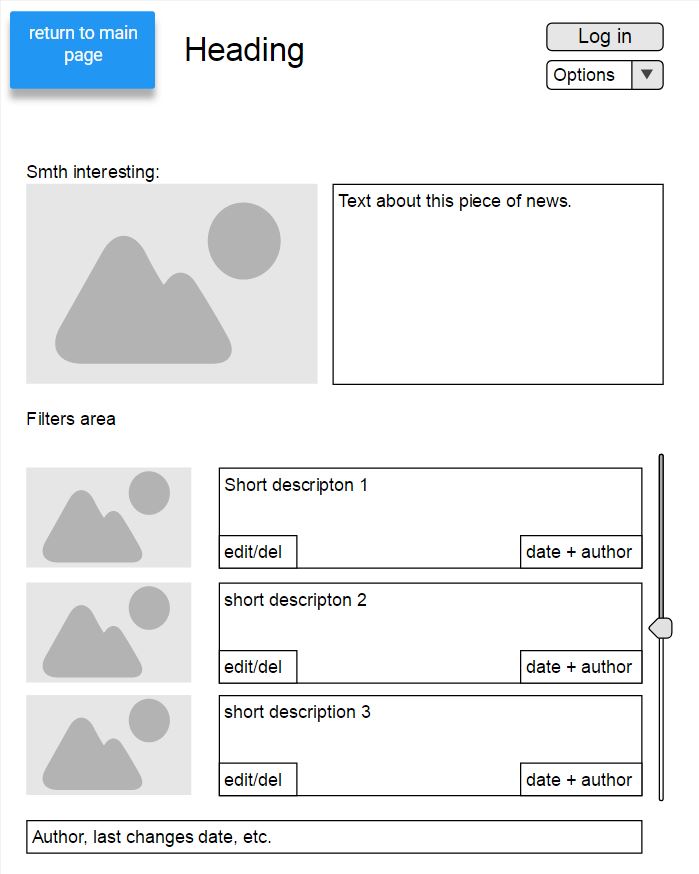 return to main
page
Heading
Log in
Options
Smth interesting:
Text about this piece of news.
Filters area
Short descripton 1
edit/del
date + author
short descripton 2
edit/del
date + author
short description 3
edit/del
date + author
Author, last changes date, etc.